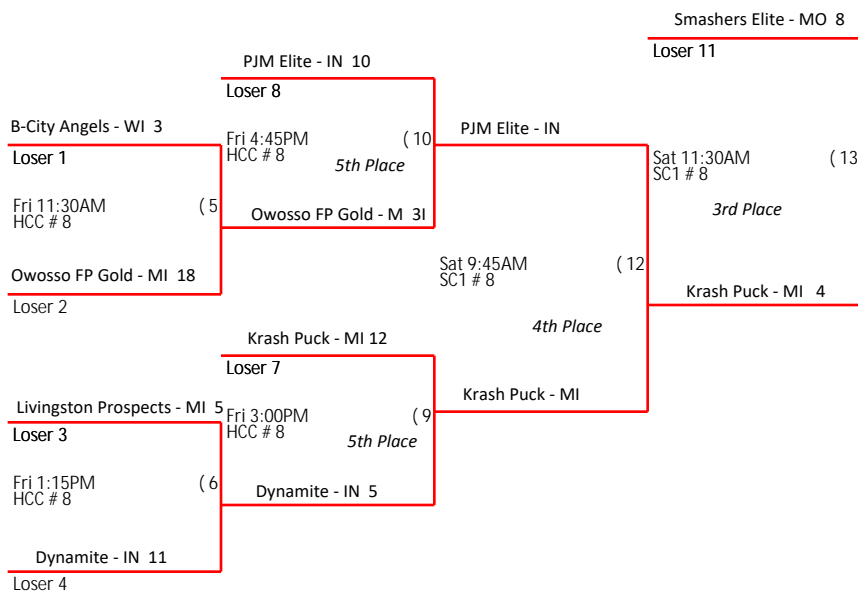 Smashers Elite - MO 8
Loser 11
PJM Elite - IN 10
Loser 8
B-City Angels - WI 3
Loser 1
Fri 4:45PM ( 10
HCC # 8
5th Place
PJM Elite - IN
Sat 11:30AM ( 13
SC1 # 8
3rd Place
Fri 11:30AM ( 5
HCC # 8
Owosso FP Gold - M 3I
Owosso FP Gold - MI 18
Loser 2
Sat 9:45AM ( 12
SC1 # 8
4th Place
Krash Puck - MI 4
Krash Puck - MI 12
Loser 7
Livingston Prospects - MI 5
Loser 3
Fri 3:00PM ( 9
HCC # 8
5th Place
Krash Puck - MI
Fri 1:15PM ( 6
HCC # 8
Dynamite - IN 5
Dynamite - IN 11
Loser 4